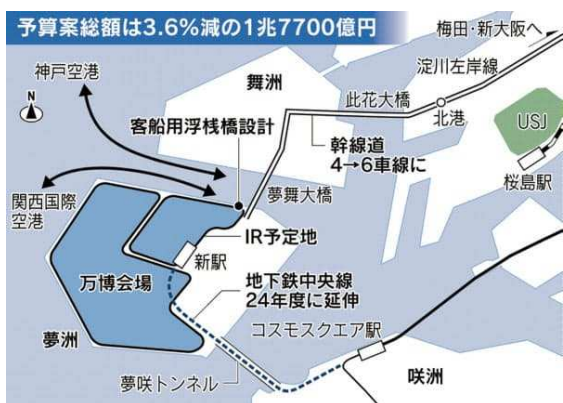 予算案総額は3.6%減の1兆7700億円
梅田・新大阪へ
神戸空港
舞洲
淀川左岸線
此花大橋
北港
USJ
N
客船用浮桟橋設計
幹線道
4→6車線に
桜島駅
関西国際
空港
夢舞大橋
IR予定地
新駅
万博会場
地下鉄中央線
24年度に延伸
コスモスクエア駅
夢洲
夢咲トンネル
咲洲